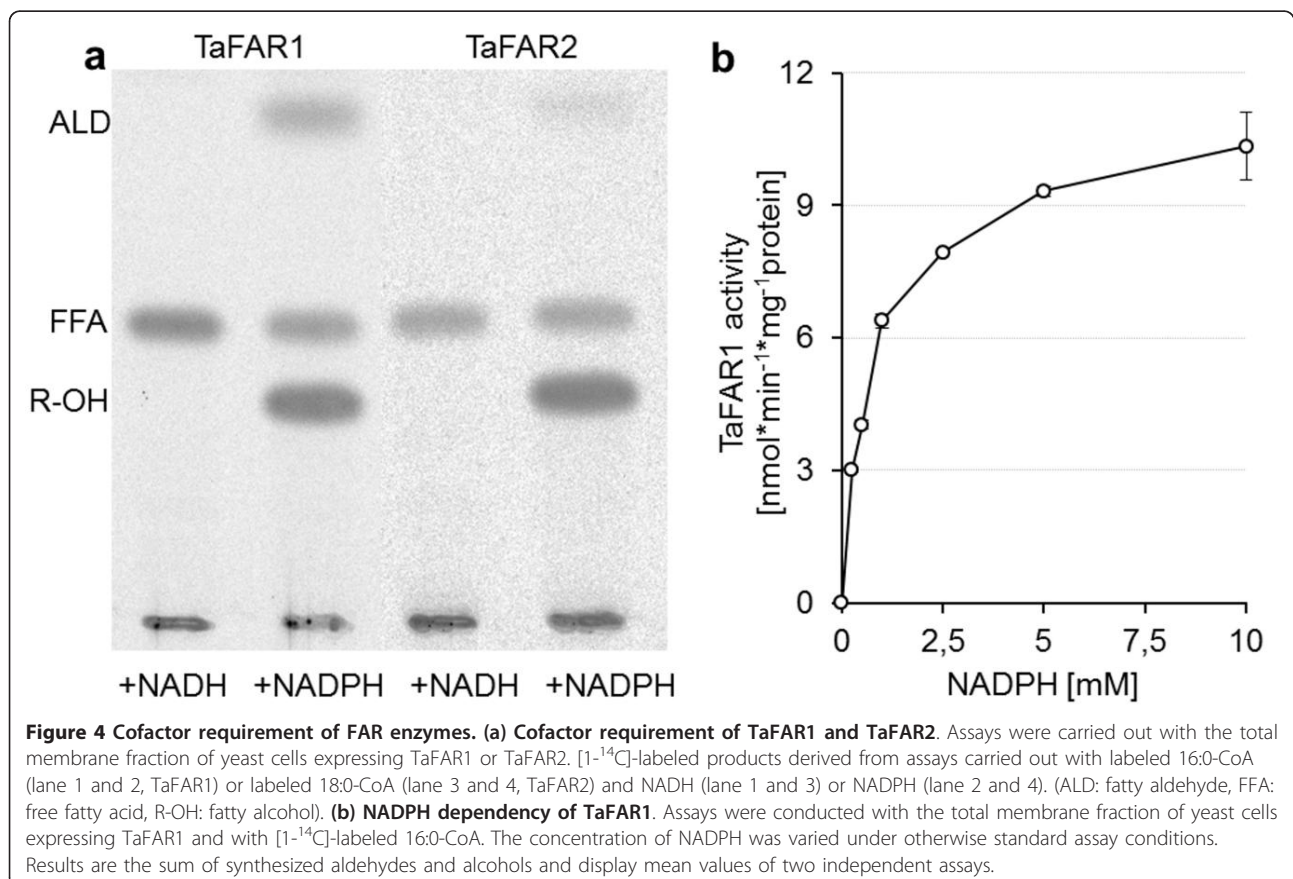 a TaFAR1 TaFAR2
ALD
FFA
R-OH
+NADH +NADPH +NADH +NADPH
b
12
9
6
3
0
TaFAR1 activity
[nmol*min⁻¹*mg⁻¹protein]
0 2,5 5 7,5 10
NADPH [mM]
Figure 4 Cofactor requirement of FAR enzymes. (a) Cofactor requirement of TaFAR1 and TaFAR2. Assays were carried out with the total
membrane fraction of yeast cells expressing TaFAR1 or TaFAR2. [1-¹⁴C]-labeled products derived from assays carried out with labeled 16:0-CoA
(lane 1 and 2, TaFAR1) or labeled 18:0-CoA (lane 3 and 4, TaFAR2) and NADH (lane 1 and 3) or NADPH (lane 2 and 4). (ALD: fatty aldehyde, FFA:
free fatty acid, R-OH: fatty alcohol). (b) NADPH dependency of TaFAR1. Assays were conducted with the total membrane fraction of yeast cells
expressing TaFAR1 and with [1-¹⁴C]-labeled 16:0-CoA. The concentration of NADPH was varied under otherwise standard assay conditions.
Results are the sum of synthesized aldehydes and alcohols and display mean values of two independent assays.